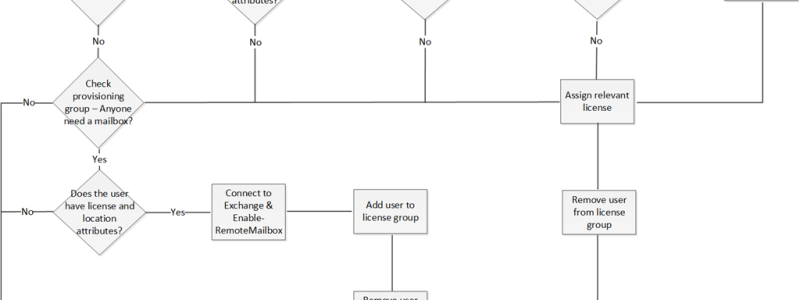 attributes?
No
No
No
No
Check
provisioning
group – Anyone
need a mailbox?
No
Assign relevant
license
Yes
Does the user
have license and
location
attributes?
No
Yes
Connect to
Exchange &
Enable-
RemoteMailbox
Add user to
license group
Remove user
from license
group
Remove user